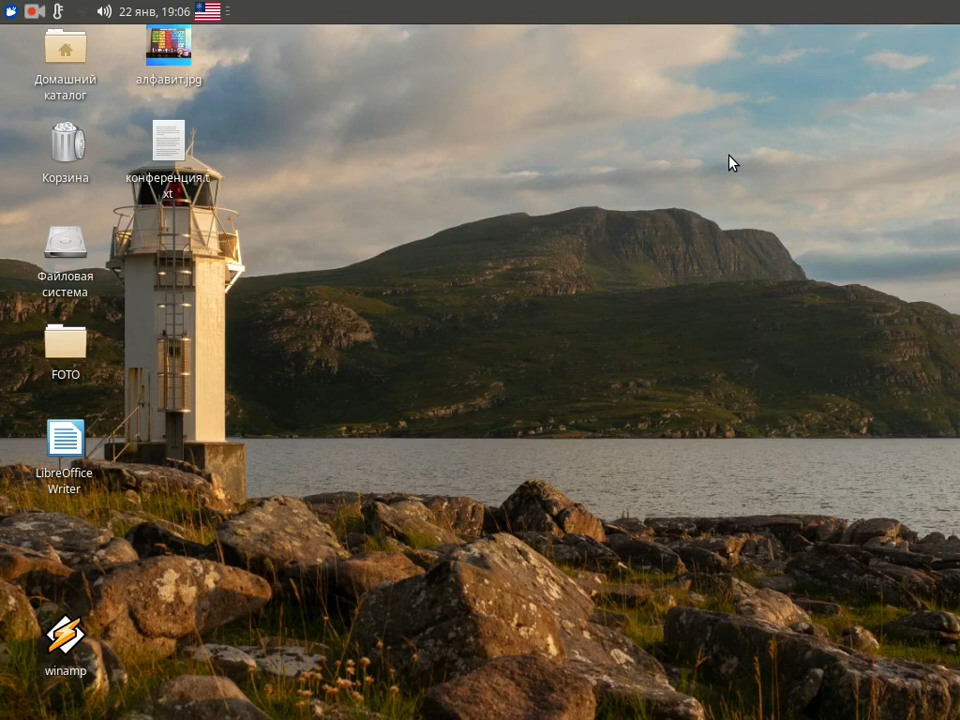 22 янв, 19:06
Домашний
каталог
алфавит.jpg
Корзина
конференция.t
xt
Файловая
система
FOTO
LibreOffice
Writer
winamp